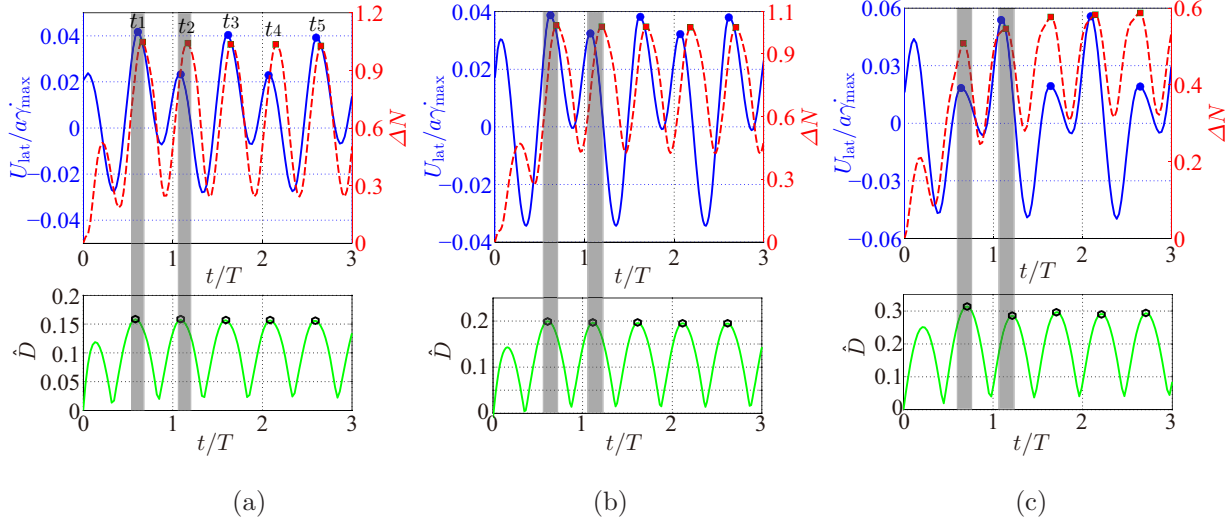 t1 t2 t3 t4 t5
0.04
0.02
0
−0.02
−0.04
U_lat/aγ̇_max
1.2
0.9
0.6
0.3
0
ΔN
0 1 2 3
t/T
0.2
0.15
0.1
0.05
0
D̂
0 1 2 3
t/T
(a)
0.04
0.02
0
−0.02
−0.04
U_lat/aγ̇_max
1.1
0.9
0.6
0.3
0
ΔN
0 1 2 3
t/T
0.2
0.1
0
D̂
0 1 2 3
t/T
(b)
0.06
0.03
0
−0.03
−0.06
U_lat/aγ̇_max
0.6
0.4
0.2
0
ΔN
0 1 2 3
t/T
0.3
0.2
0.1
0
D̂
0 1 2 3
t/T
(c)